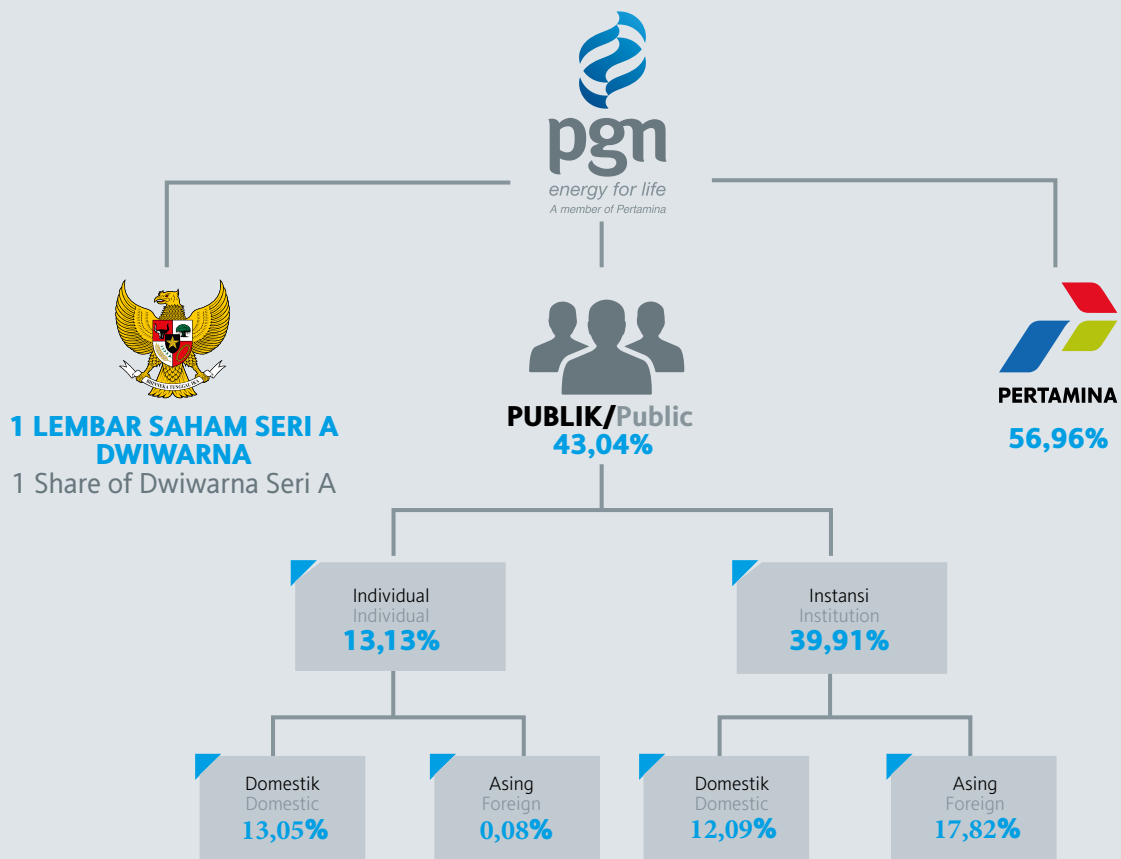 pgn
energy for life
A member of Pertamina
1 LEMBAR SAHAM SERI A
DWIWARNA
1 Share of Dwiwarna Seri A
PUBLIK/Public
43,04%
PERTAMINA
56,96%
Individual
Individual
13,13%
Instansi
Institution
39,91%
Domestik
Domestic
13,05%
Asing
Foreign
0,08%
Domestik
Domestic
12,09%
Asing
Foreign
17,82%